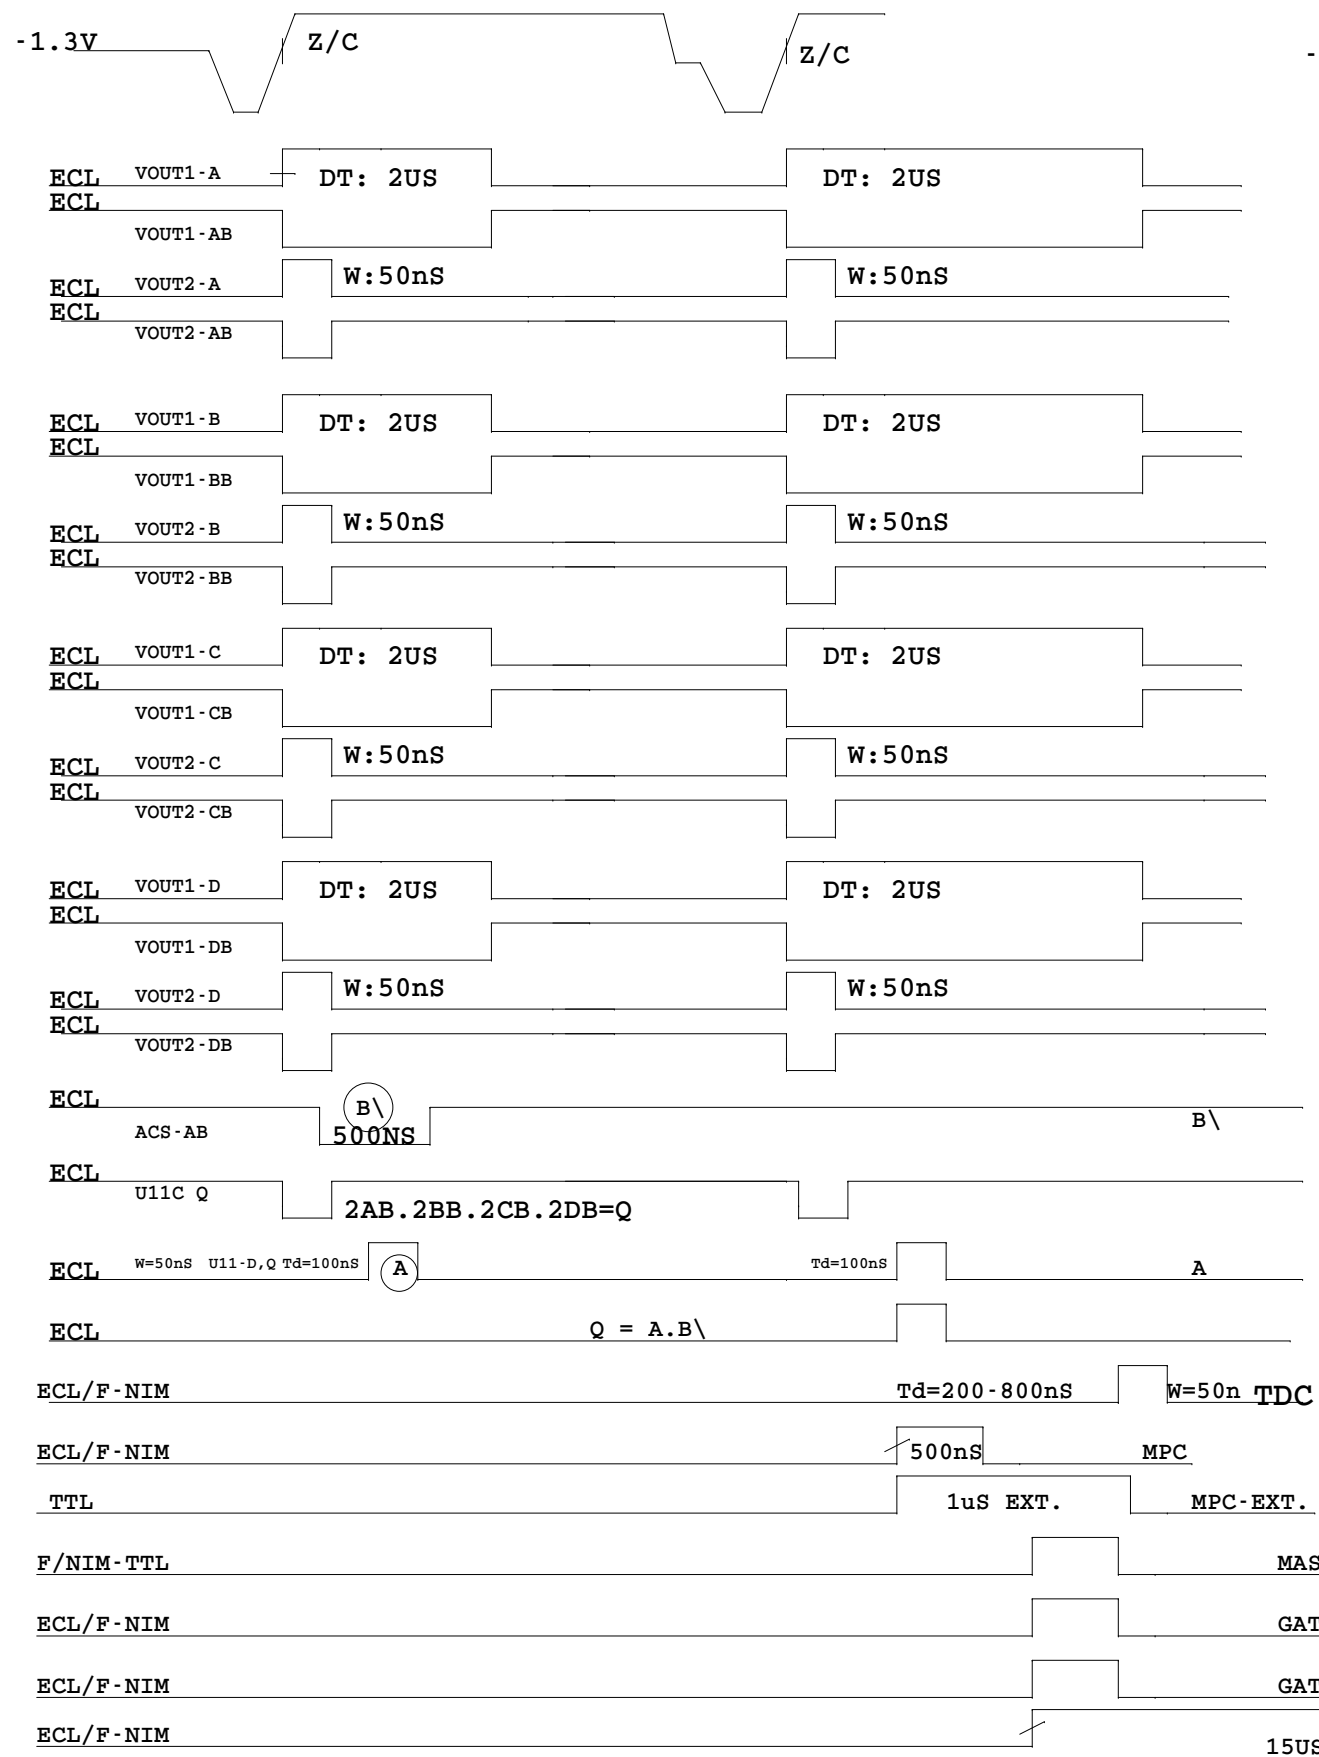 -1.3V Z/C Z/C -
ECL VOUT1-A DT: 2US DT: 2US
ECL
VOUT1-AB
ECL VOUT2-A W:50nS W:50nS
ECL
VOUT2-AB
ECL VOUT1-B DT: 2US DT: 2US
ECL
VOUT1-BB
ECL VOUT2-B W:50nS W:50nS
ECL
VOUT2-BB
ECL VOUT1-C DT: 2US DT: 2US
ECL
VOUT1-CB
ECL VOUT2-C W:50nS W:50nS
ECL
VOUT2-CB
ECL VOUT1-D DT: 2US DT: 2US
ECL
VOUT1-DB
ECL VOUT2-D W:50nS W:50nS
ECL
VOUT2-DB
ECL B\ B\
ACS-AB 500NS
ECL
U11C Q 2AB.2BB.2CB.2DB=Q
ECL W=50nS U11-D,Q Td=100nS A Td=100nS A
ECL Q = A.B\
ECL/F-NIM Td=200-800nS W=50n TDC
ECL/F-NIM 500nS MPC
TTL 1uS EXT. MPC-EXT.
F/NIM-TTL MAS
ECL/F-NIM GAT
ECL/F-NIM GAT
ECL/F-NIM 15US